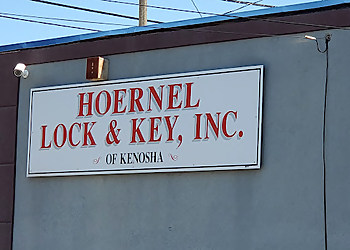 HOERNEL
LOCK & KEY, INC.
OF KENOSHA